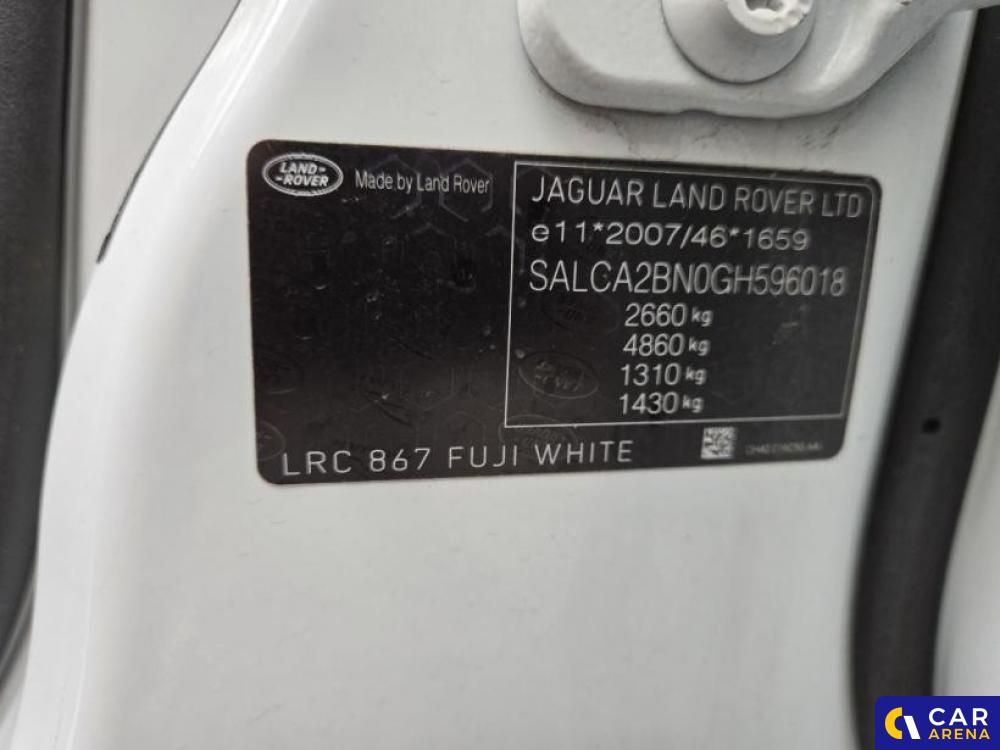 LAND-
-ROVER
Made by Land Rover
JAGUAR LAND ROVER LTD
e11*2007/46*1659
SALCA2BN0GH596018
2660 kg
4860 kg
1310 kg
1430 kg
LRC 867 FUJI WHITE
CAR
ARENA